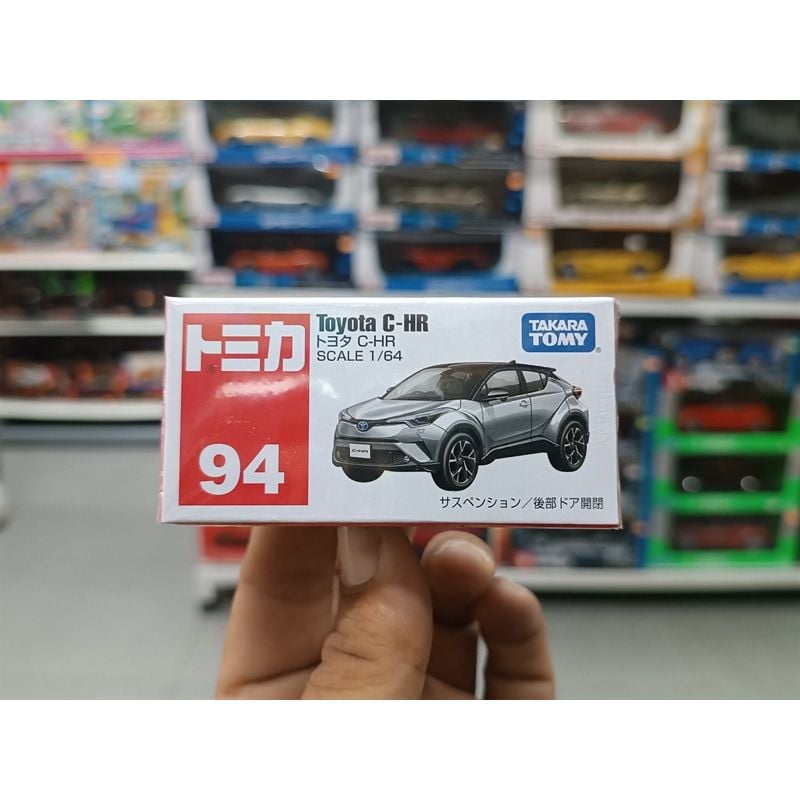 トミカ
94
Toyota C-HR
トヨタ C-HR
SCALE 1/64
TAKARA
TOMY
C-HR
サスペンション/後部ドア開閉